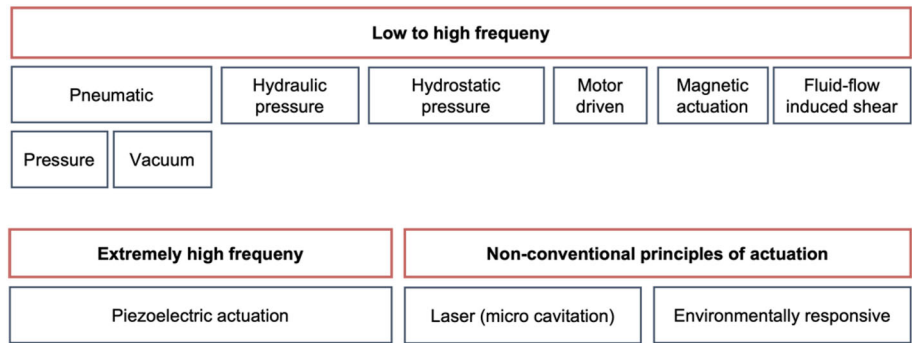 Low to high frequeny
Pneumatic
Hydraulic
pressure
Hydrostatic
pressure
Motor
driven
Magnetic
actuation
Fluid-flow
induced shear
Pressure
Vacuum
Extremely high frequeny
Non-conventional principles of actuation
Piezoelectric actuation
Laser (micro cavitation)
Environmentally responsive